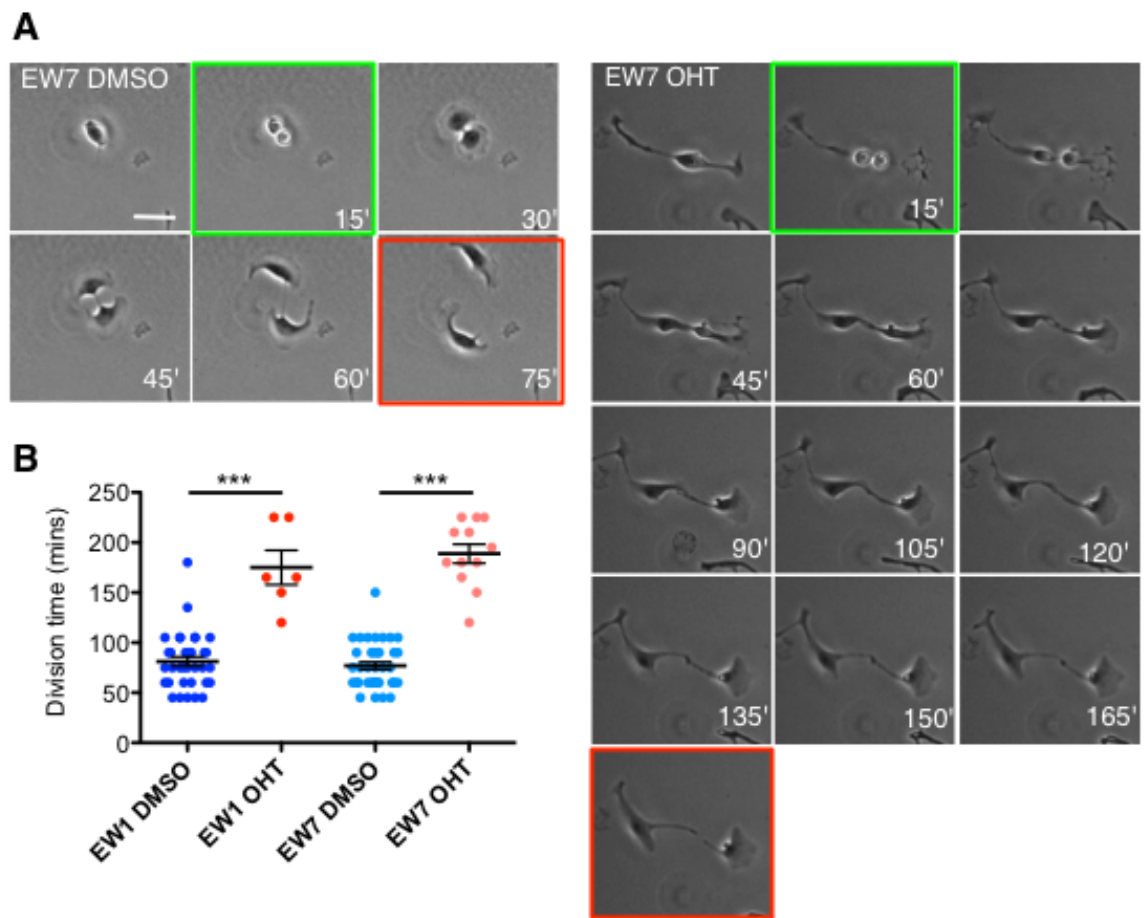 A
EW7 DMSO
15'
30'
45'
60'
75'
EW7 OHT
15'
45'
60'
90'
105'
120'
135'
150'
165'
B
*** ***
250
200
150
100
50
0
Division time (mins)
EW1 DMSO
EW1 OHT
EW7 DMSO
EW7 OHT